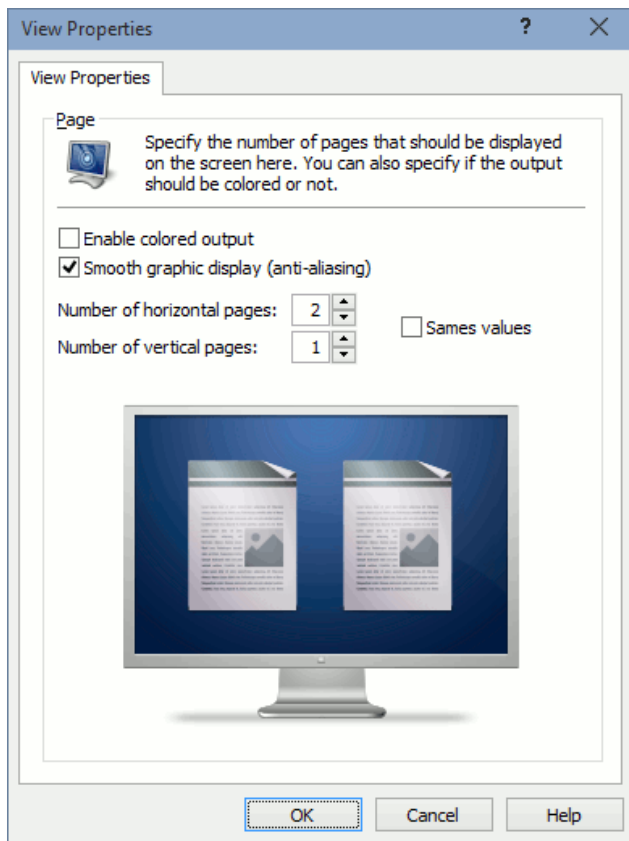 View Properties
?
View Properties
Page
Specify the number of pages that should be displayed
on the screen here. You can also specify if the output
should be colored or not.
Enable colored output
Smooth graphic display (anti-aliasing)
Number of horizontal pages: 2
Sames values
Number of vertical pages: 1
OK Cancel Help